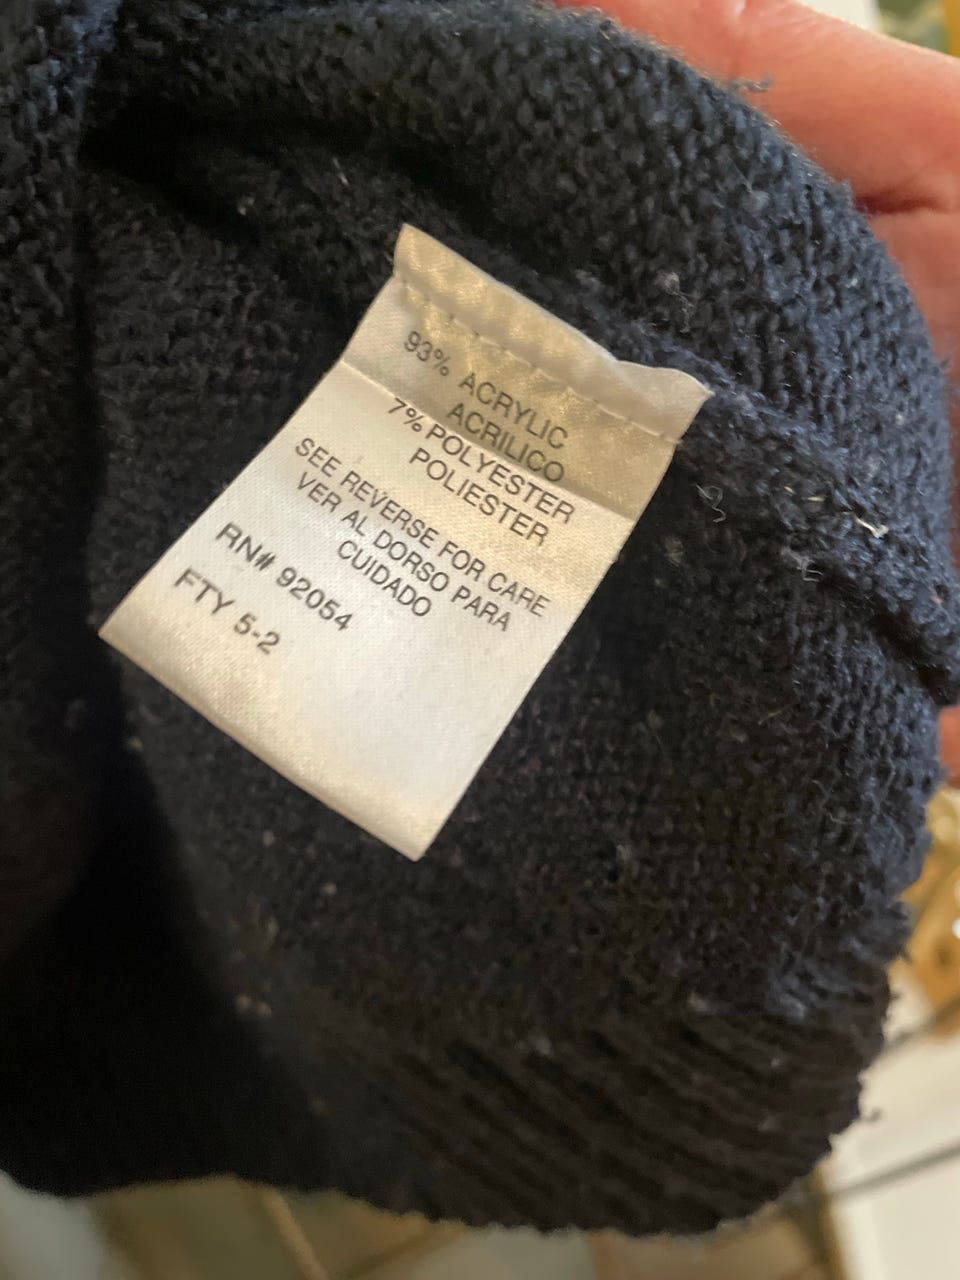 93% ACRYLIC
ACRILICO
7% POLYESTER
POLIESTER
SEE REVERSE FOR CARE
VER AL DORSO PARA
CUIDADO
RN# 92054
FTY 5-2